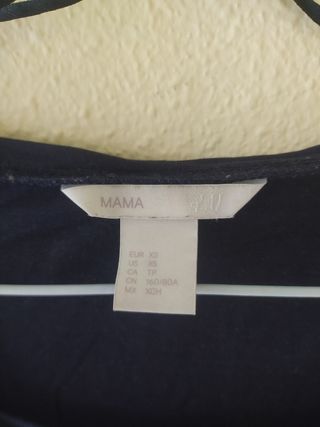 MAMA
EUR XS
US XS
CA TP
CN 160/80A
MX XCH